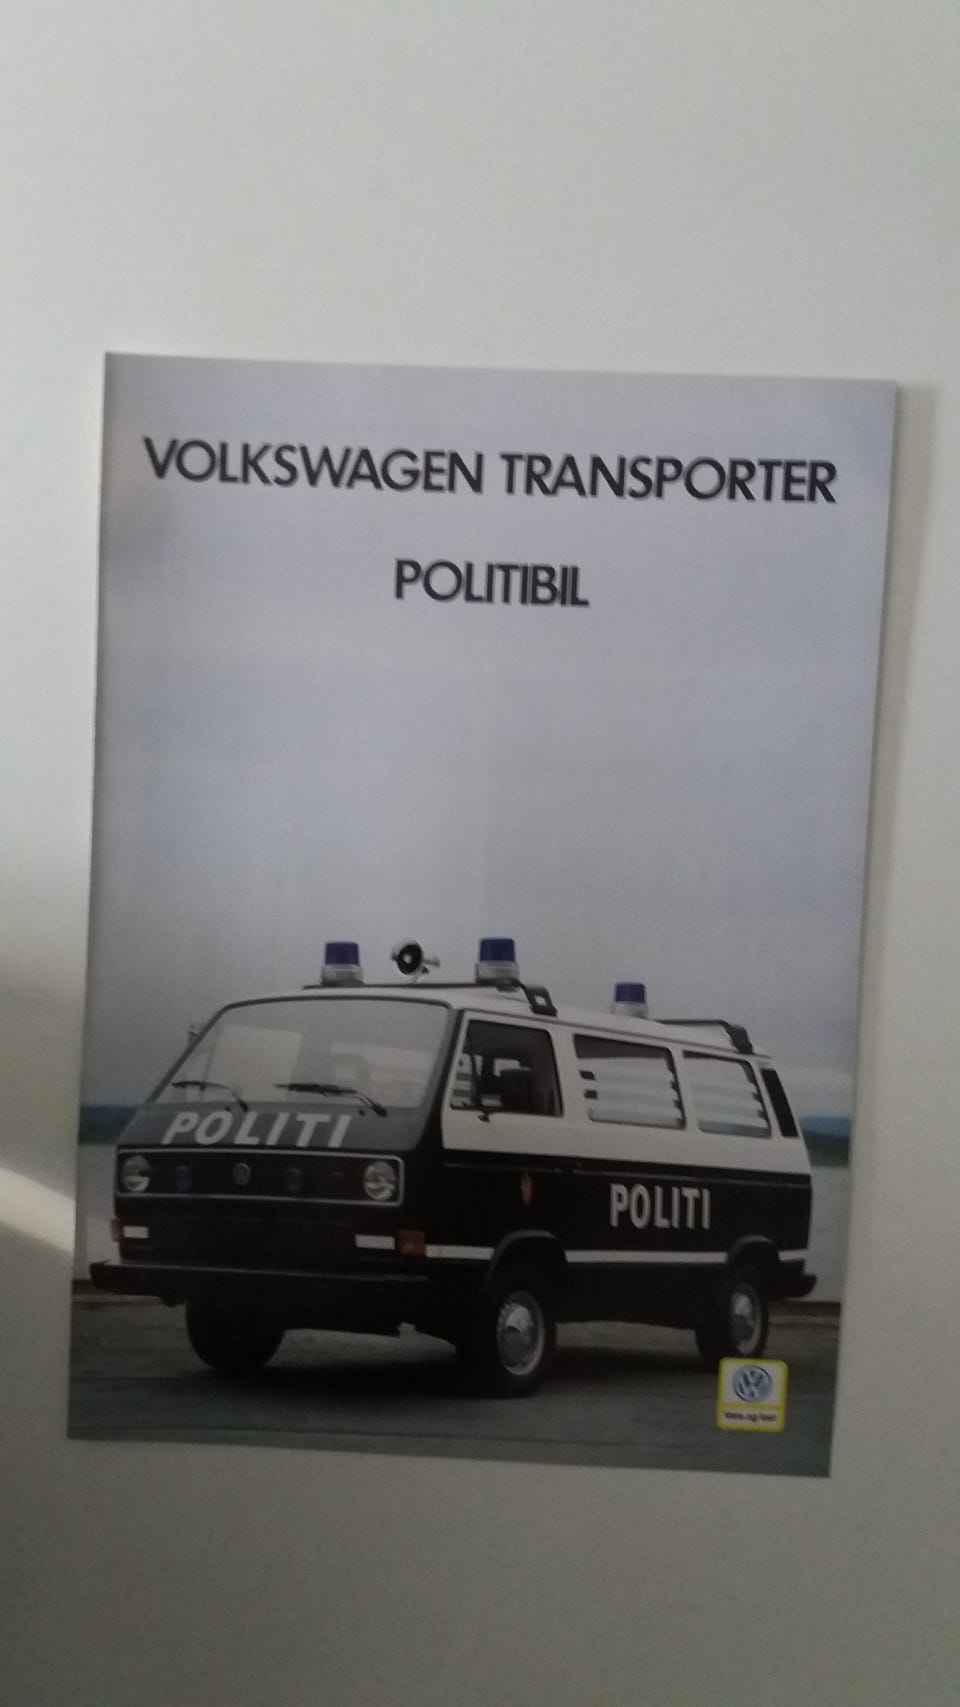 VOLKSWAGEN TRANSPORTER
POLITIBIL
POLITI
POLITI